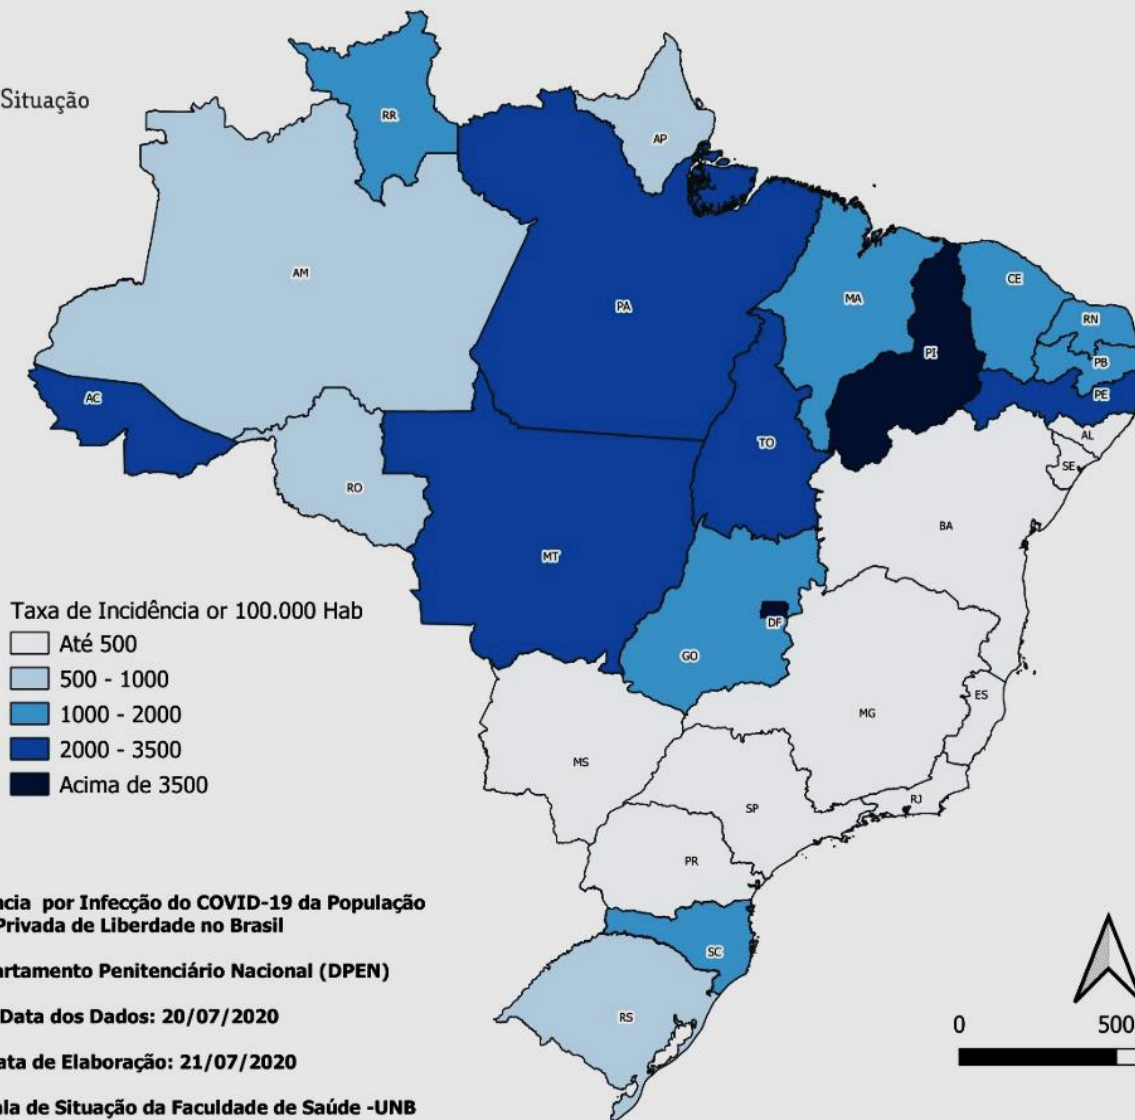 Situação
RR
AP
AM
PA
MA
CE
RN
PB
PI
PE
AC
AL
TO
SE
RO
BA
MT
Taxa de Incidência or 100.000 Hab
Até 500
500 - 1000
1000 - 2000
2000 - 3500
Acima de 3500
DF
GO
ES
MG
MS
RJ
SP
PR
ncia por Infecção do COVID-19 da População
Privada de Liberdade no Brasil
SC
artamento Penitenciário Nacional (DPEN)
Data dos Dados: 20/07/2020
RS
0 500
ata de Elaboração: 21/07/2020
ala de Situação da Faculdade de Saúde -UNB